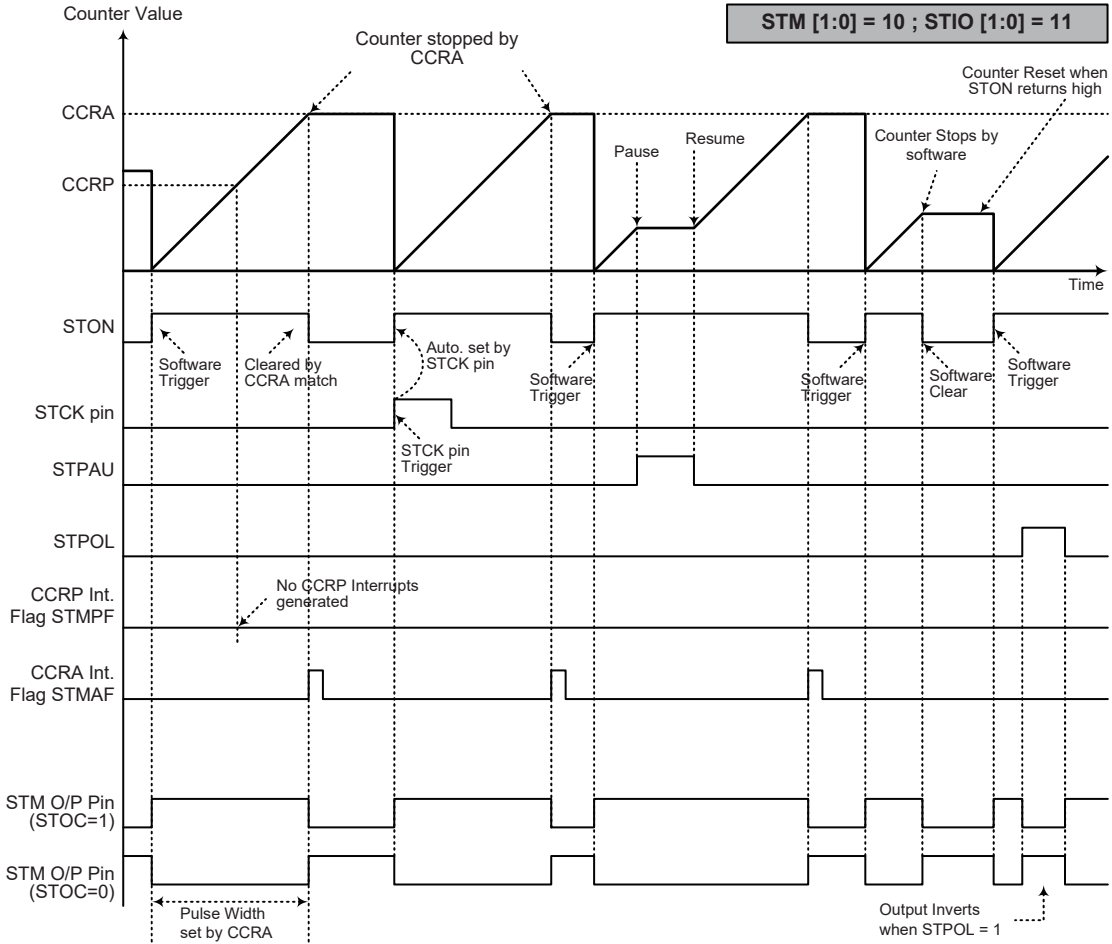 Counter Value
STM [1:0] = 10 ; STIO [1:0] = 11
Counter stopped by
CCRA
Counter Reset when
STON returns high
CCRA
Pause
Resume
Counter Stops by
software
CCRP
Time
STON
Software
Trigger
Cleared by
CCRA match
Auto. set by
STCK pin
Software
Trigger
Software
Trigger
Software
Clear
Software
Trigger
STCK pin
STCK pin
Trigger
STPAU
STPOL
No CCRP Interrupts
generated
CCRP Int.
Flag STMPF
CCRA Int.
Flag STMAF
STM O/P Pin
(STOC=1)
STM O/P Pin
(STOC=0)
Pulse Width
set by CCRA
Output Inverts
when STPOL = 1